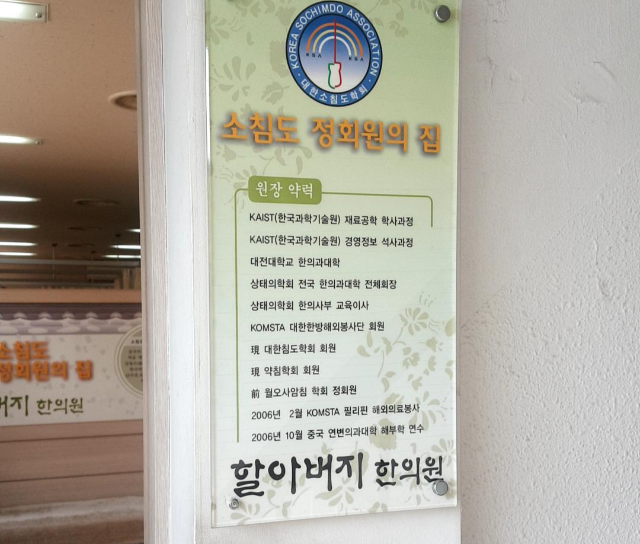 KOREA SOCHIMDO ASSOCIATION
KSA KSA
대한소침도학회
소침도 정회원의 집
원장 약력
KAIST(한국과학기술원) 재료공학 학사과정
KAIST(한국과학기술원) 경영정보 석사과정
대전대학교 한의과대학
상태의학회 전국 한의과대학 전체회장
상태의학회 한의사부 교육이사
KOMSTA 대한한방해외봉사단 회원
現 대한침도학회 회원
現 약침학회 회원
前 월오사암침 학회 정회원
2006년 2월 KOMSTA 필리핀 해외의료봉사
2006년 10월 중국 연변의과대학 해부학 연수
할아버지 한의원
소침도
정회원의 집
버지 한의원